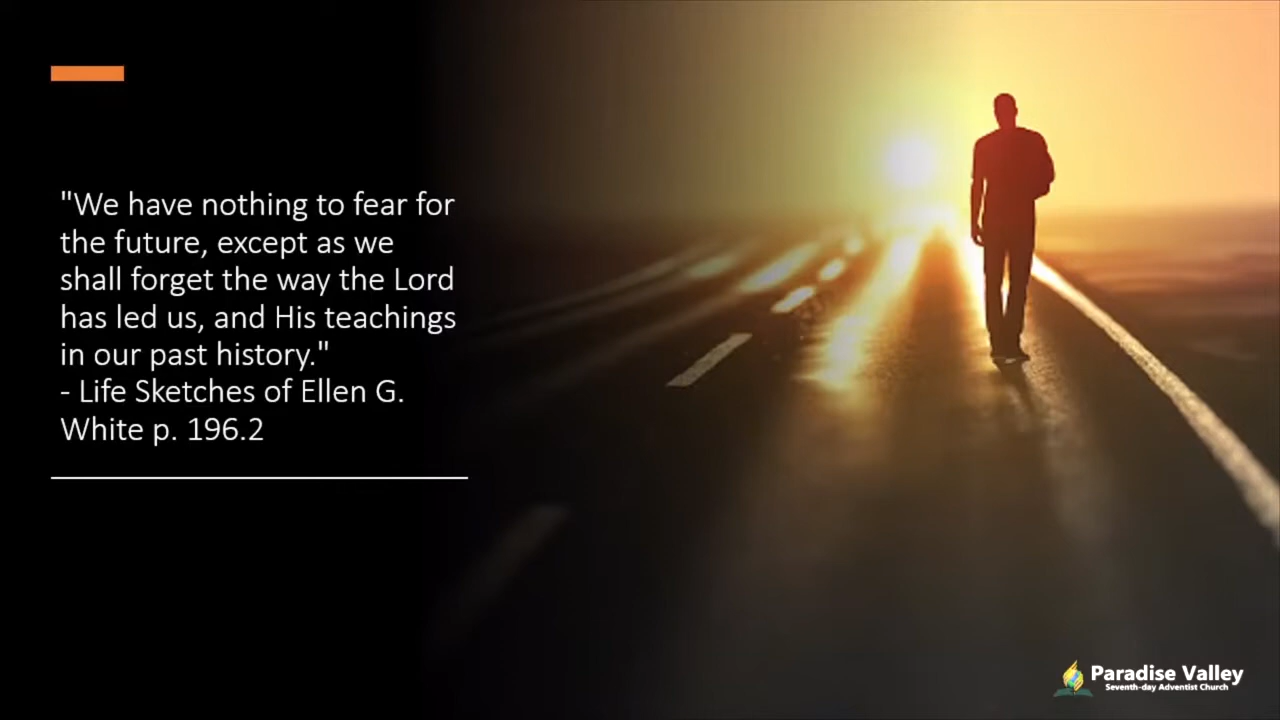 "We have nothing to fear for
the future, except as we
shall forget the way the Lord
has led us, and His teachings
in our past history."
- Life Sketches of Ellen G.
White p. 196.2
Paradise Valley
Seventh-day Adventist Church